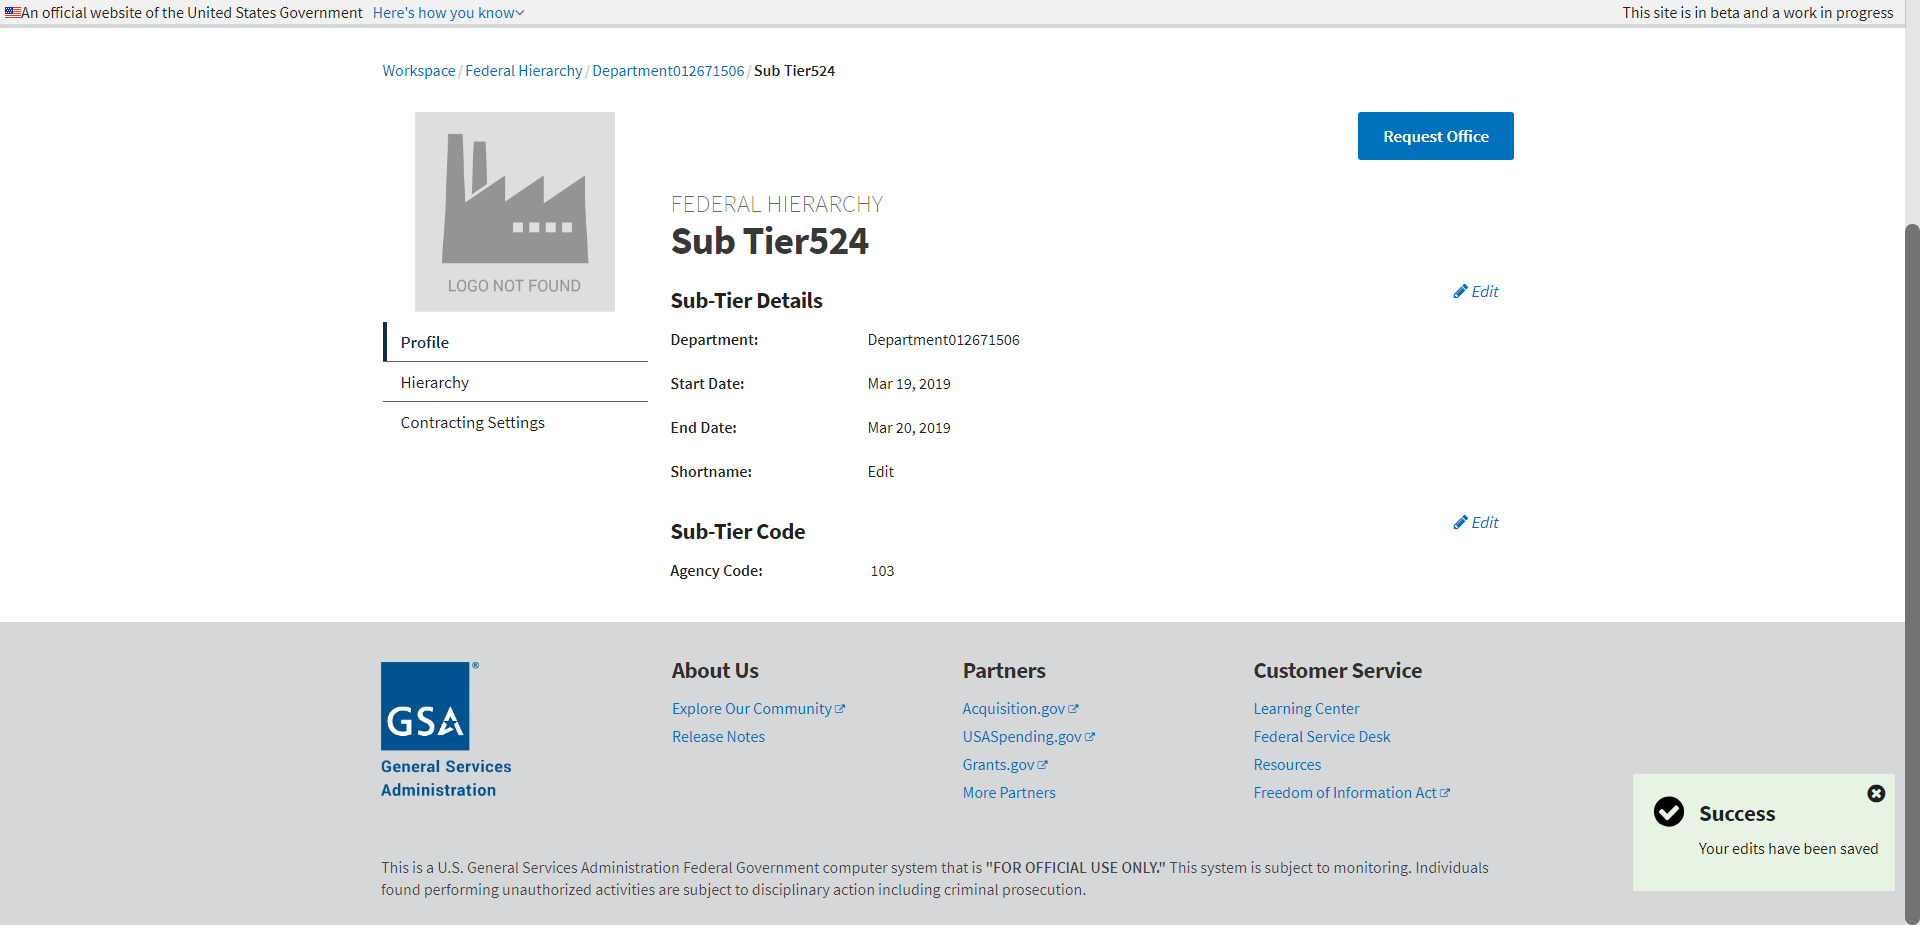 An official website of the United States Government Here's how you know
This site is in beta and a work in progress
Workspace / Federal Hierarchy / Department012671506 / Sub Tier524
LOGO NOT FOUND
Request Office
FEDERAL HIERARCHY
Sub Tier524
Profile
Hierarchy
Contracting Settings
Sub-Tier Details
Edit
Department: Department012671506
Start Date: Mar 19, 2019
End Date: Mar 20, 2019
Shortname: Edit
Sub-Tier Code
Edit
Agency Code: 103
GSA ®
General Services
Administration
About Us
Explore Our Community
Release Notes
Partners
Acquisition.gov
USASpending.gov
Grants.gov
More Partners
Customer Service
Learning Center
Federal Service Desk
Resources
Freedom of Information Act
Success
Your edits have been saved
This is a U.S. General Services Administration Federal Government computer system that is "FOR OFFICIAL USE ONLY." This system is subject to monitoring. Individuals
found performing unauthorized activities are subject to disciplinary action including criminal prosecution.